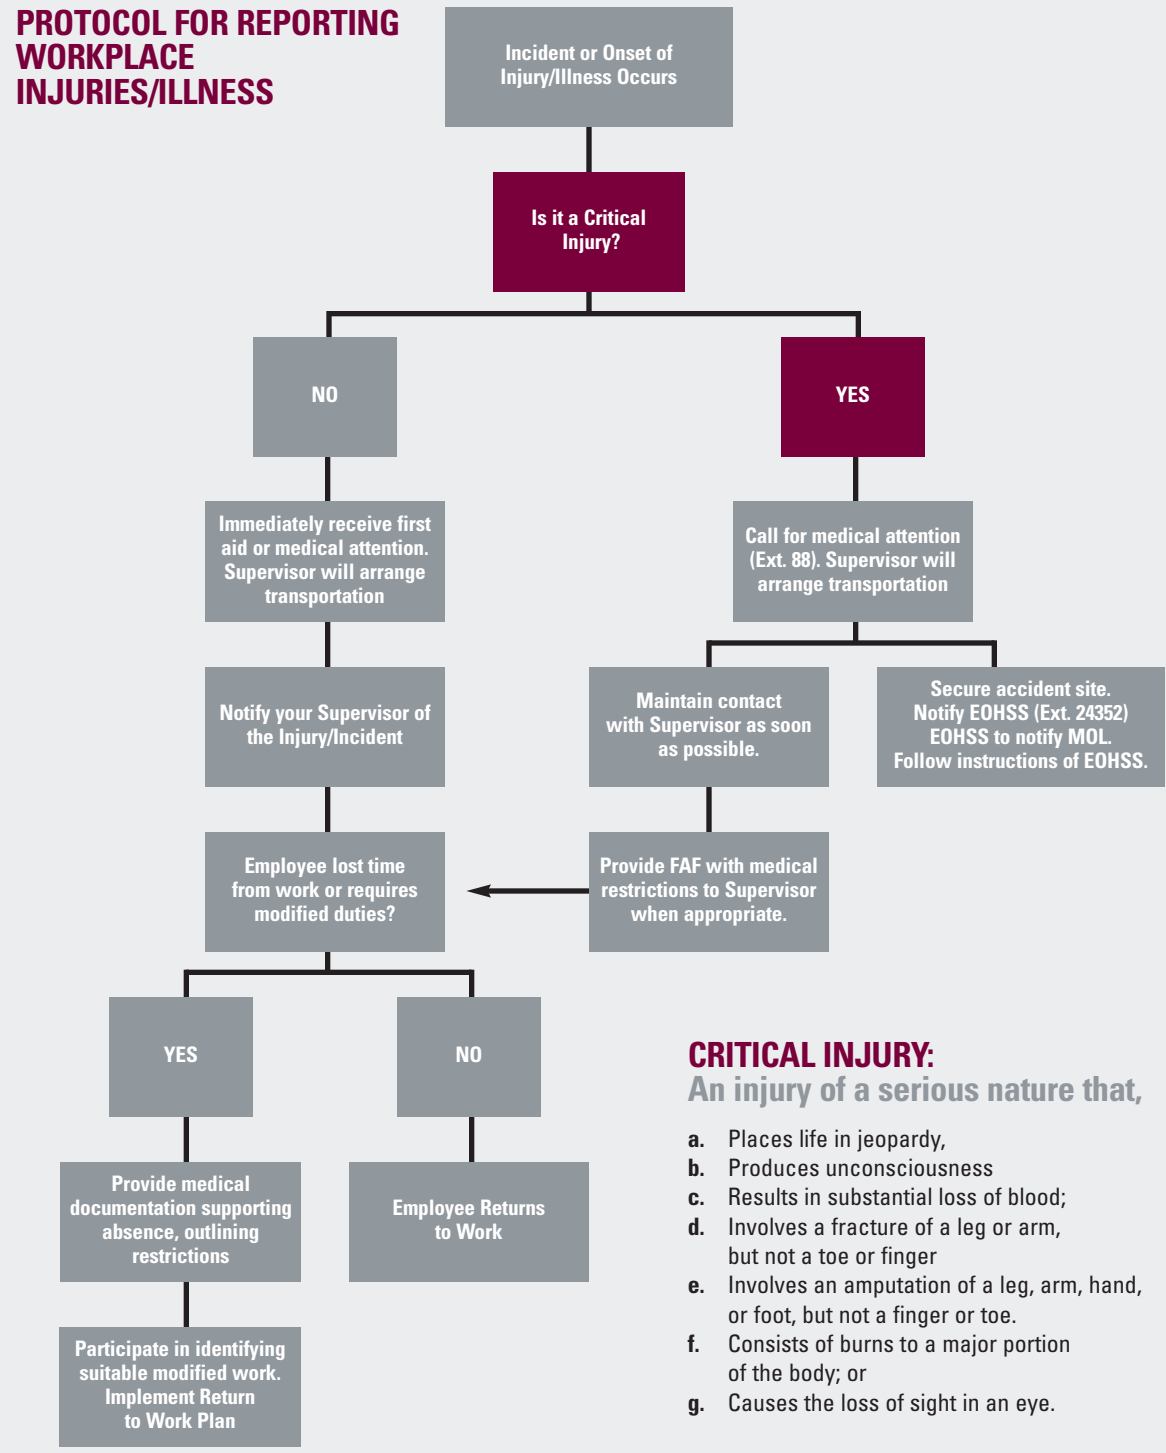 PROTOCOL FOR REPORTING
WORKPLACE
INJURIES/ILLNESS
Incident or Onset of
Injury/Illness Occurs
Is it a Critical
Injury?
NO
YES
Immediately receive first
aid or medical attention.
Supervisor will arrange
transportation
Call for medical attention
(Ext. 88). Supervisor will
arrange transportation
Notify your Supervisor of
the Injury/Incident
Maintain contact
with Supervisor as soon
as possible.
Secure accident site.
Notify EOHSS (Ext. 24352)
EOHSS to notify MOL.
Follow instructions of EOHSS.
Employee lost time
from work or requires
modified duties?
Provide FAF with medical
restrictions to Supervisor
when appropriate.
YES
NO
Provide medical
documentation supporting
absence, outlining
restrictions
Employee Returns
to Work
Participate in identifying
suitable modified work.
Implement Return
to Work Plan
CRITICAL INJURY:
An injury of a serious nature that,
a. Places life in jeopardy,
b. Produces unconsciousness
c. Results in substantial loss of blood;
d. Involves a fracture of a leg or arm,
but not a toe or finger
e. Involves an amputation of a leg, arm, hand,
or foot, but not a finger or toe.
f. Consists of burns to a major portion
of the body; or
g. Causes the loss of sight in an eye.